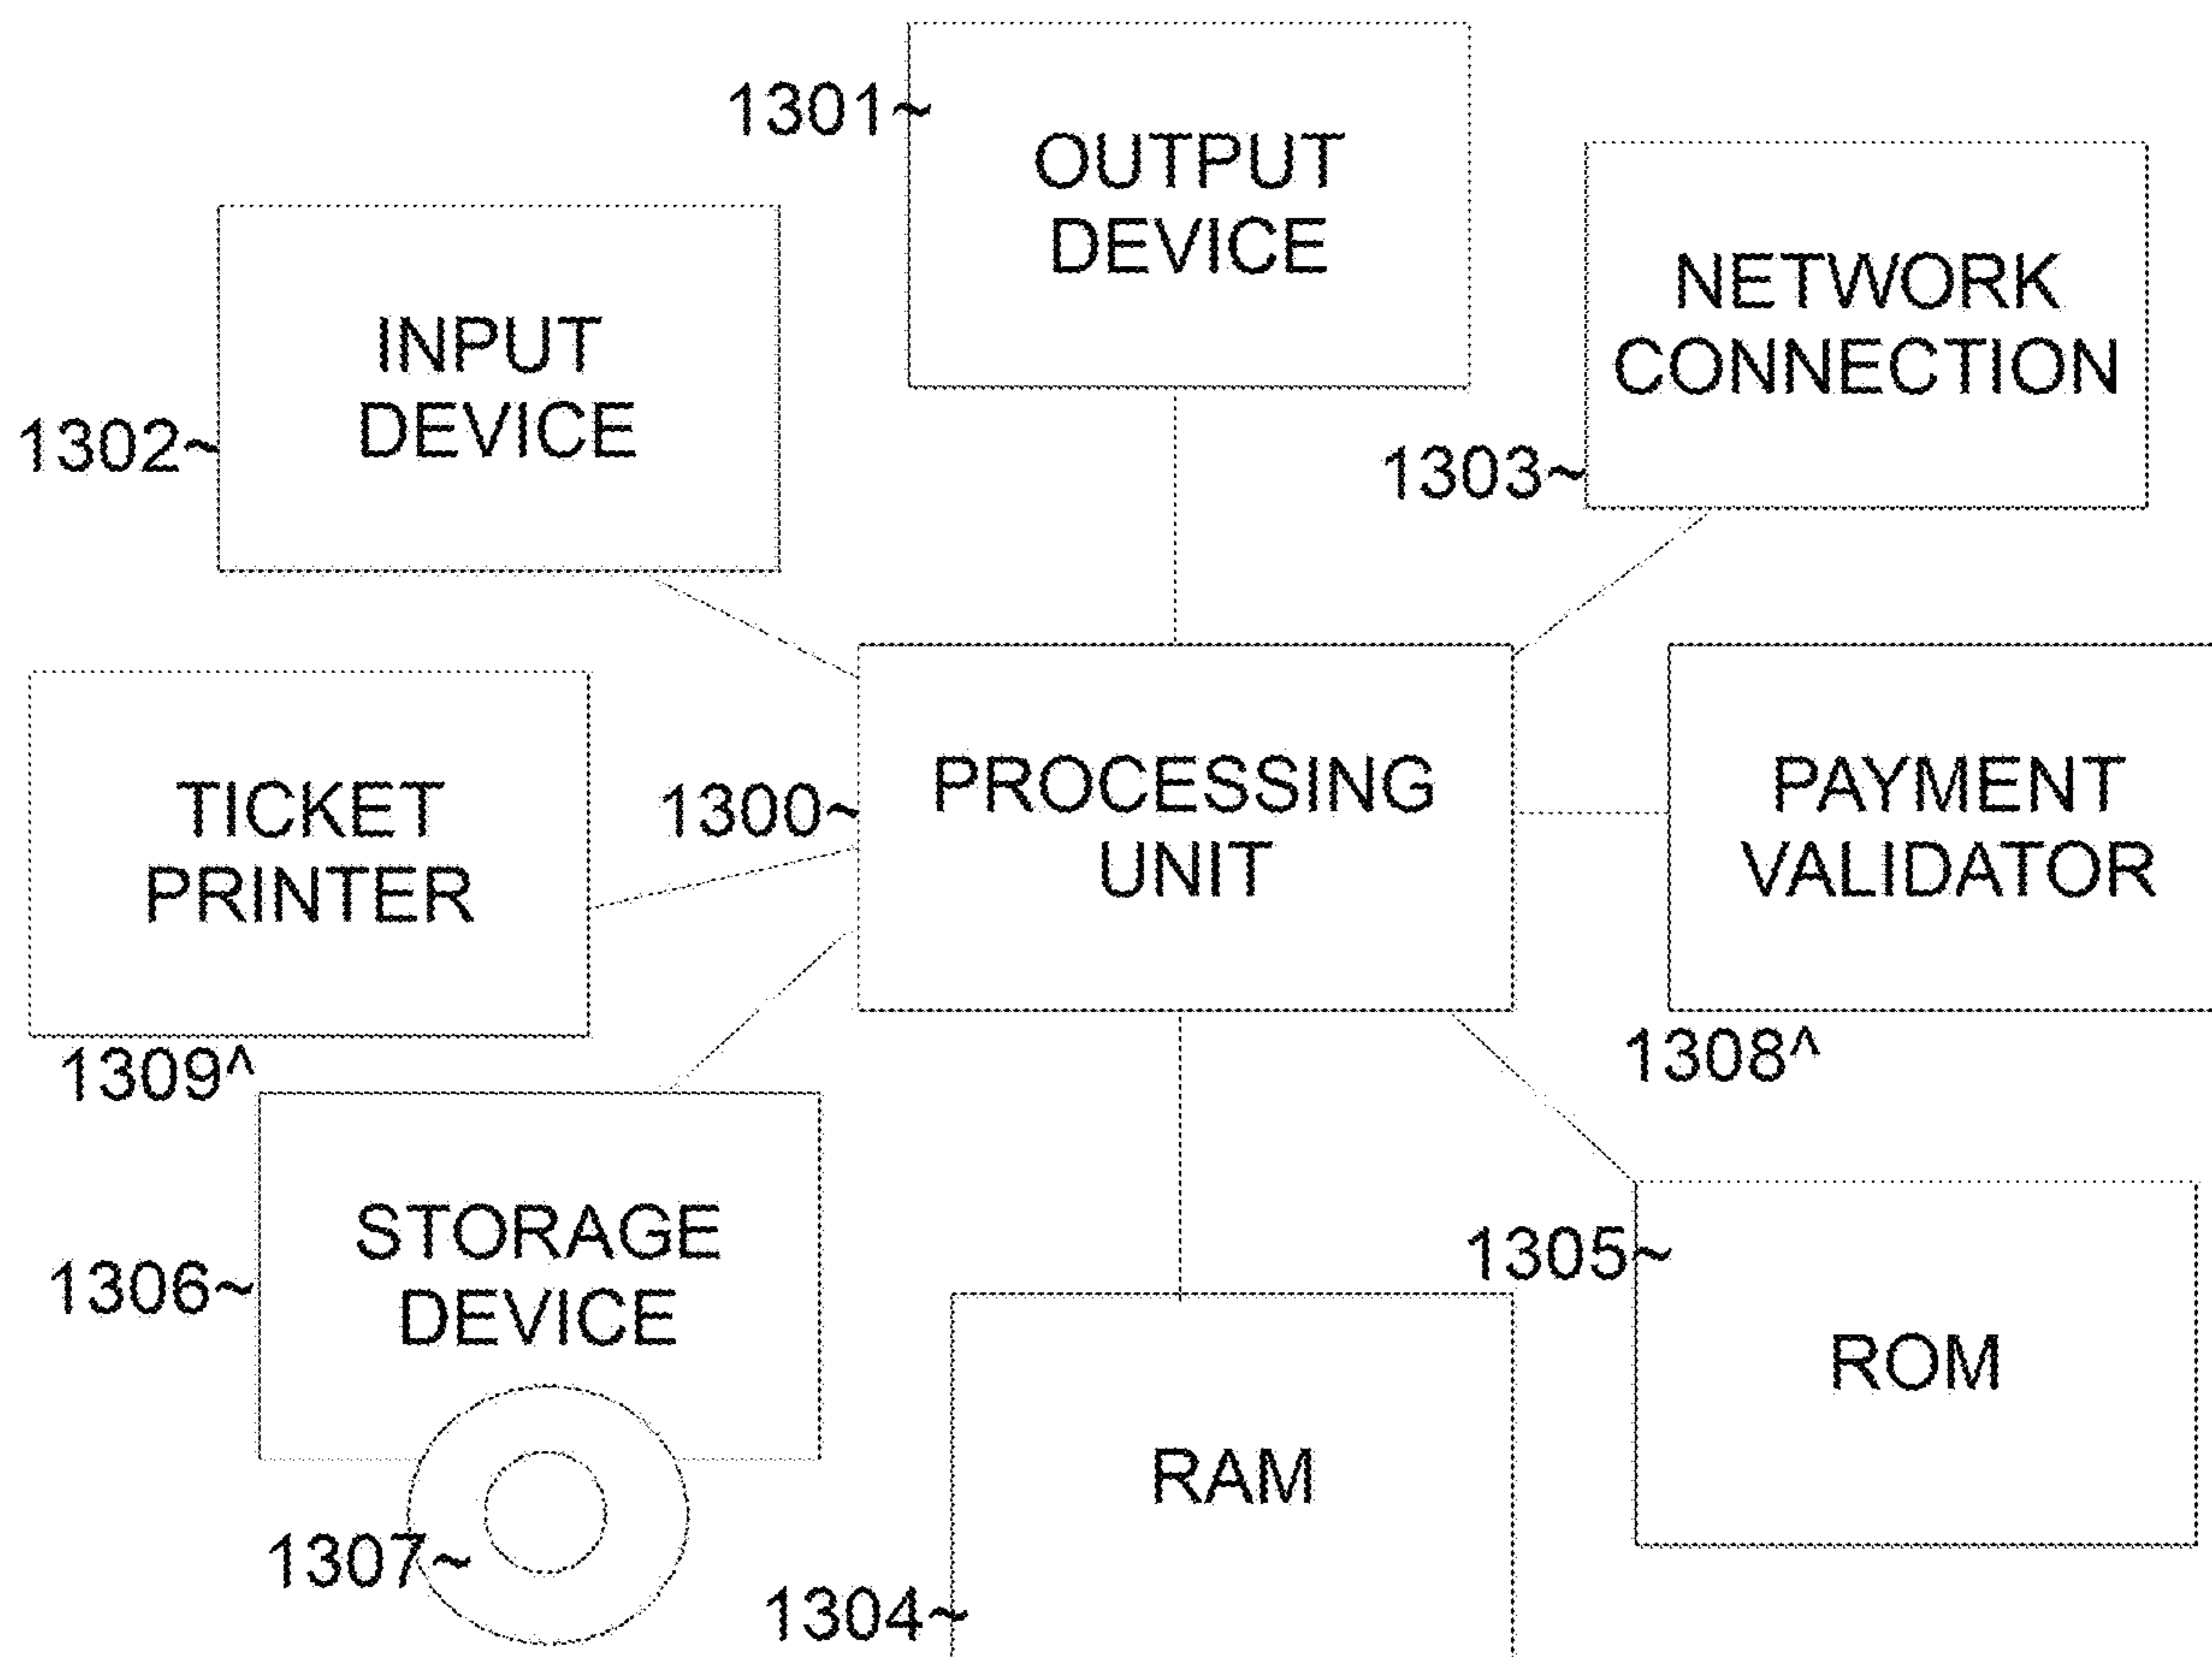 1301~
OUTPUT
DEVICE
NETWORK
CONNECTION
1303~
INPUT
DEVICE
1302~
TICKET
PRINTER
1309^
1300~
PROCESSING
UNIT
PAYMENT
VALIDATOR
1308^
STORAGE
DEVICE
1306~
1307~
1305~
ROM
RAM
1304~